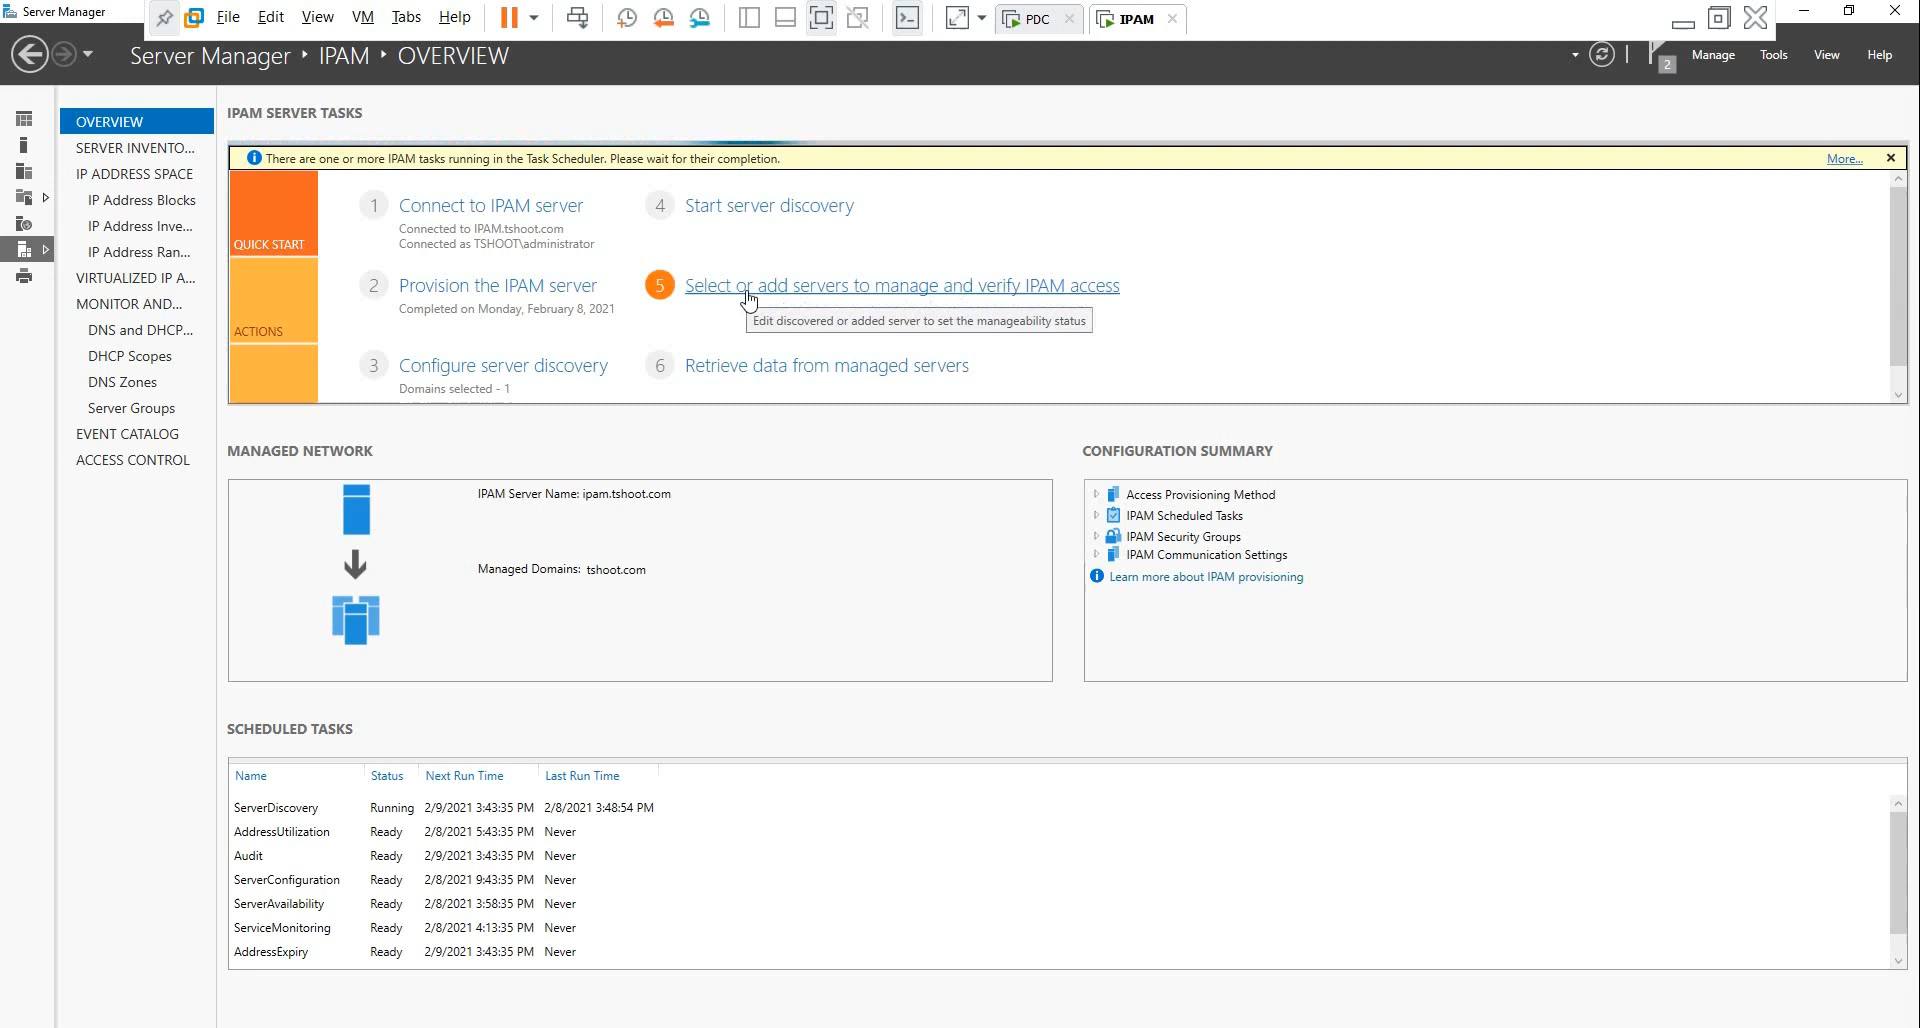 Server Manager
File Edit View VM Tabs Help
PDC
IPAM
Server Manager IPAM OVERVIEW
2
Manage Tools View Help
OVERVIEW
SERVER INVENTO...
IP ADDRESS SPACE
IP Address Blocks
IP Address Inve...
IP Address Ran...
VIRTUALIZED IP A...
MONITOR AND...
DNS and DHCP...
DHCP Scopes
DNS Zones
Server Groups
EVENT CATALOG
ACCESS CONTROL
IPAM SERVER TASKS
There are one or more IPAM tasks running in the Task Scheduler. Please wait for their completion.
More...
QUICK START
ACTIONS
1 Connect to IPAM server
Connected to IPAM.tshoot.com
Connected as TSHOOT\administrator
2 Provision the IPAM server
Completed on Monday, February 8, 2021
3 Configure server discovery
Domains selected - 1
4 Start server discovery
5 Select or add servers to manage and verify IPAM access
Edit discovered or added server to set the manageability status
6 Retrieve data from managed servers
MANAGED NETWORK
IPAM Server Name: ipam.tshoot.com
Managed Domains: tshoot.com
CONFIGURATION SUMMARY
Access Provisioning Method
IPAM Scheduled Tasks
IPAM Security Groups
IPAM Communication Settings
Learn more about IPAM provisioning
SCHEDULED TASKS
Name Status Next Run Time Last Run Time
ServerDiscovery Running 2/9/2021 3:43:35 PM 2/8/2021 3:48:54 PM
AddressUtilization Ready 2/8/2021 5:43:35 PM Never
Audit Ready 2/9/2021 3:43:35 PM Never
ServerConfiguration Ready 2/8/2021 9:43:35 PM Never
ServerAvailability Ready 2/8/2021 3:58:35 PM Never
ServiceMonitoring Ready 2/8/2021 4:13:35 PM Never
AddressExpiry Ready 2/9/2021 3:43:35 PM Never